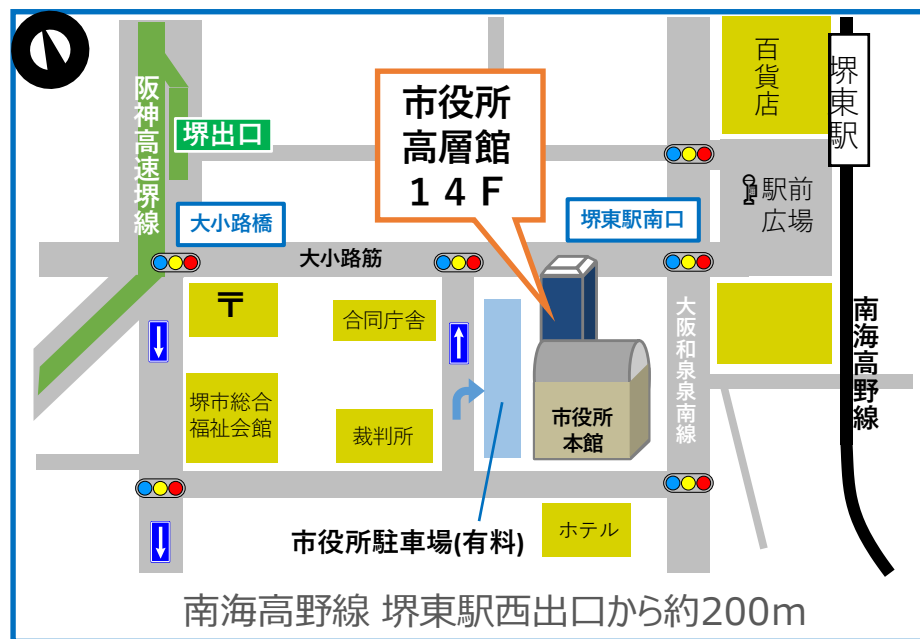 百貨店
堺東駅
阪神高速堺線
堺出口
市役所
高層館
１４Ｆ
駅前
広場
大小路橋
堺東駅南口
大小路筋
〒
合同庁舎
大阪和泉泉南線
南海高野線
堺市総合
福祉会館
裁判所
市役所
本館
市役所駐車場(有料)
ホテル
南海高野線 堺東駅西出口から約200m